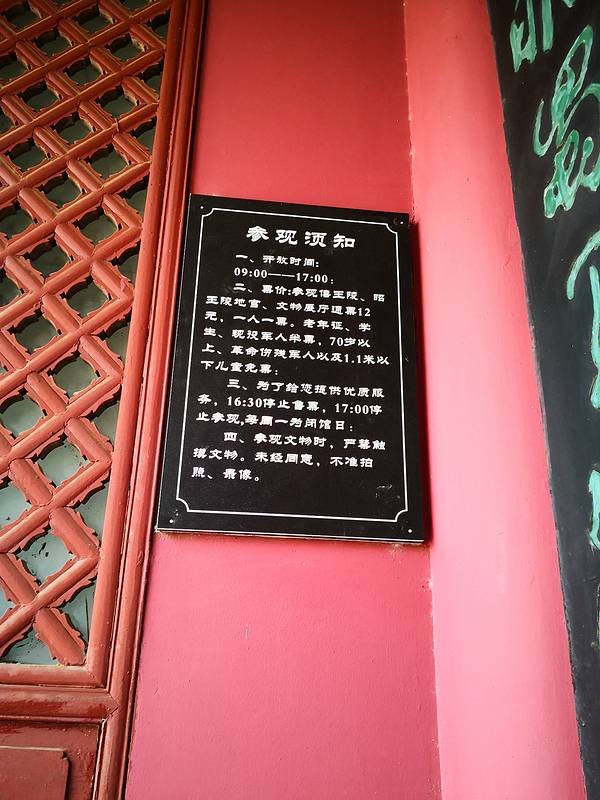 参观须知
一、开放时间：
09:00——17:00；
二、票价:参观僖王陵、昭
王陵地宫、文物展厅通票12
元，一人一票。老年证、学
生、现役军人半票，70岁以
上、革命伤残军人以及1.1米以
下儿童免票；
三、为了给您提供优质服
务，16:30停止售票，17:00停
止参观,每周一为闭馆日；
四、参观文物时，严禁触
摸文物。未经同意，不准拍
照、录像。